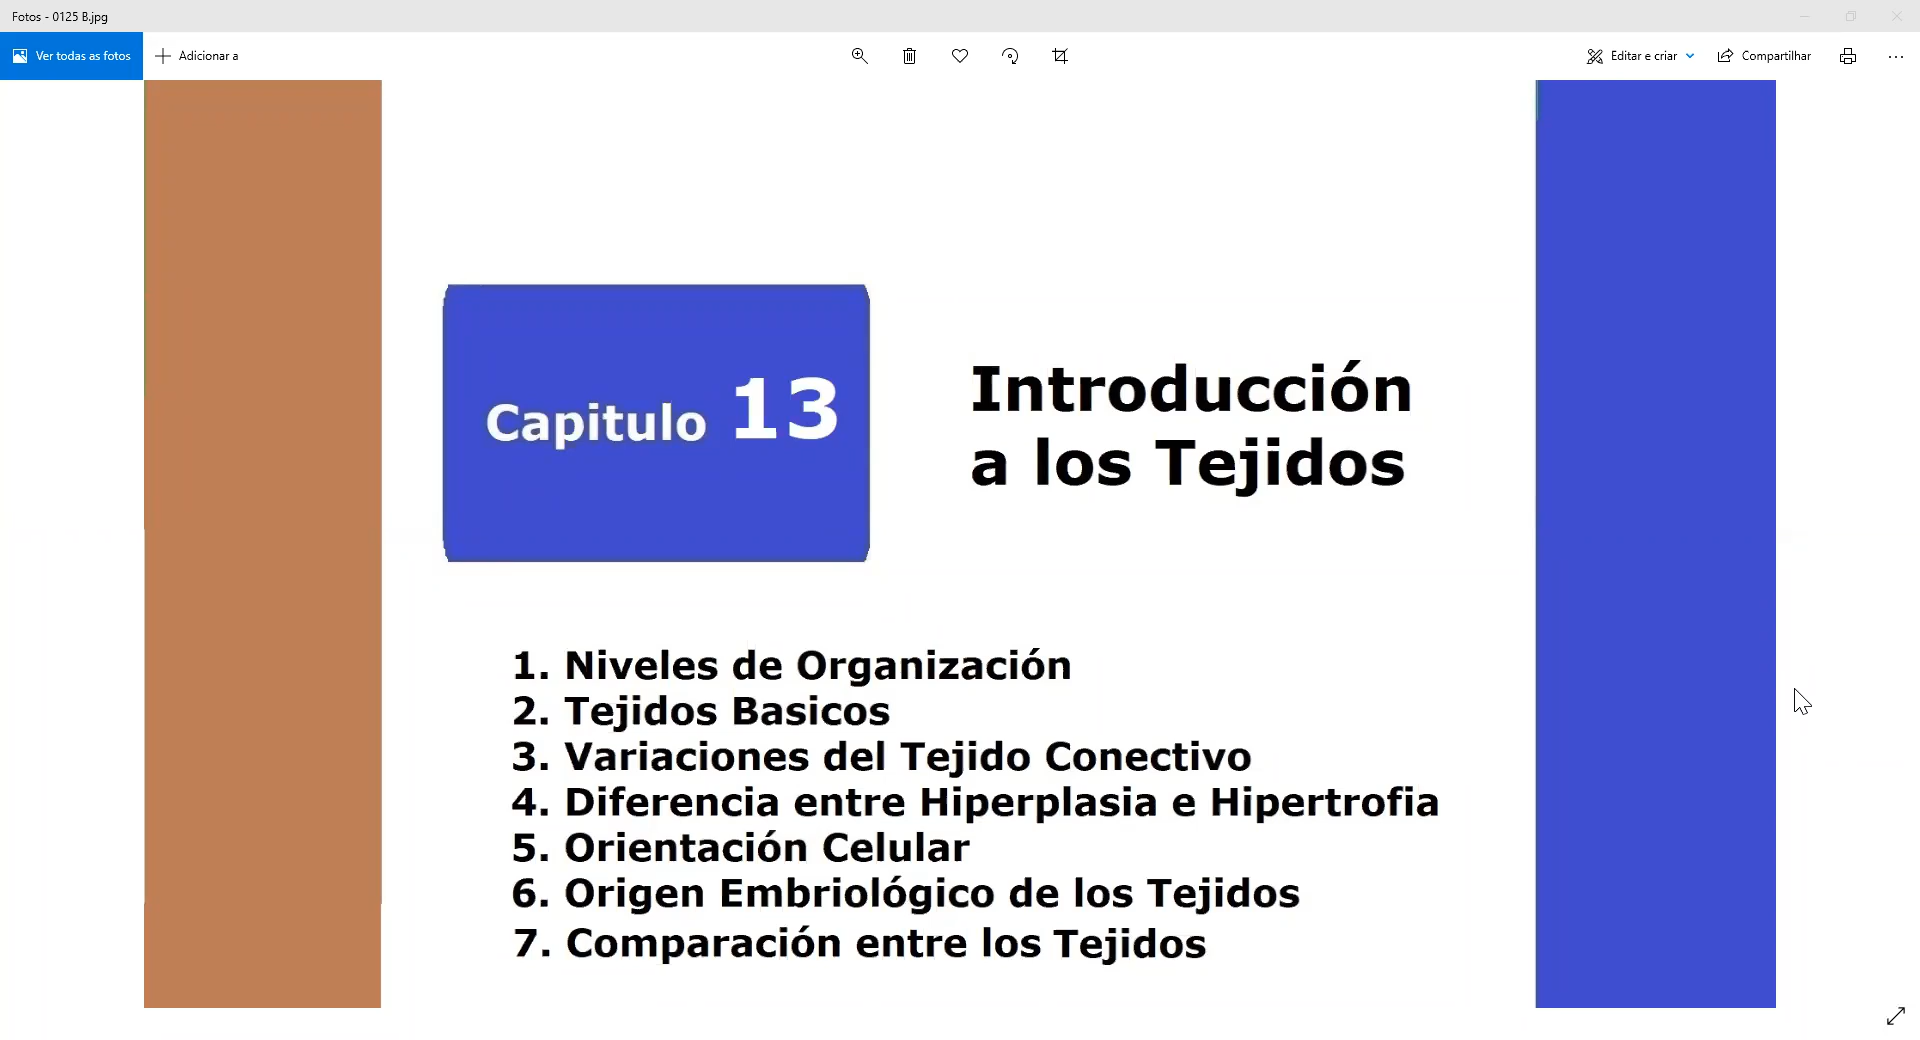 Fotos - 0125 B.jpg
Ver todas as fotos
Adicionar a
Editar e criar
Compartilhar
Capitulo 13
Introducción
a los Tejidos
1. Niveles de Organización
2. Tejidos Basicos
3. Variaciones del Tejido Conectivo
4. Diferencia entre Hiperplasia e Hipertrofia
5. Orientación Celular
6. Origen Embriológico de los Tejidos
7. Comparación entre los Tejidos